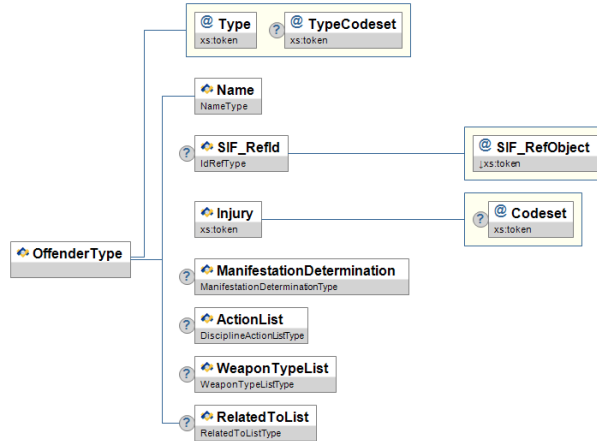 @ Type
xs:token
? @ TypeCodeset
xs:token
Name
NameType
? SIF_RefId
IdRefType
@ SIF_RefObject
↓xs:token
Injury
xs:token
? @ Codeset
xs:token
OffenderType
? ManifestationDetermination
ManifestationDeterminationType
? ActionList
DisciplineActionListType
? WeaponTypeList
WeaponTypeListType
? RelatedToList
RelatedToListType